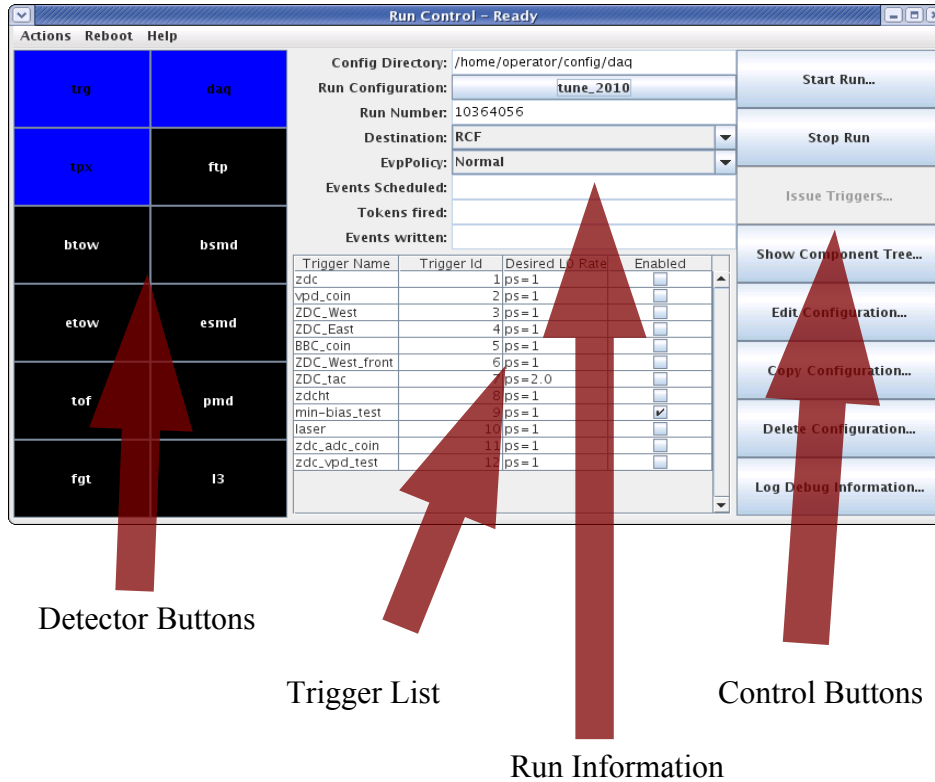 Run Control – Ready
Actions Reboot Help
trg daq
tpx ftp
btow bsmd
etow esmd
tof pmd
fgt l3
Config Directory: /home/operator/config/daq
Run Configuration: tune_2010
Run Number: 10364056
Destination: RCF
EvpPolicy: Normal
Events Scheduled:
Tokens fired:
Events written:
Trigger Name Trigger Id Desired L0 Rate Enabled
zdc 1 ps=1
vpd_coin 2 ps=1
ZDC_West 3 ps=1
ZDC_East 4 ps=1
BBC_coin 5 ps=1
ZDC_West_front 6 ps=1
ZDC_tac 7 ps=2.0
zdcht 8 ps=1
min-bias_test 9 ps=1 ✔
laser 10 ps=1
zdc_adc_coin 11 ps=1
zdc_vpd_test 12 ps=1
Start Run...
Stop Run
Issue Triggers...
Show Component Tree...
Edit Configuration...
Copy Configuration...
Delete Configuration...
Log Debug Information...
Detector Buttons
Trigger List
Control Buttons
Run Information